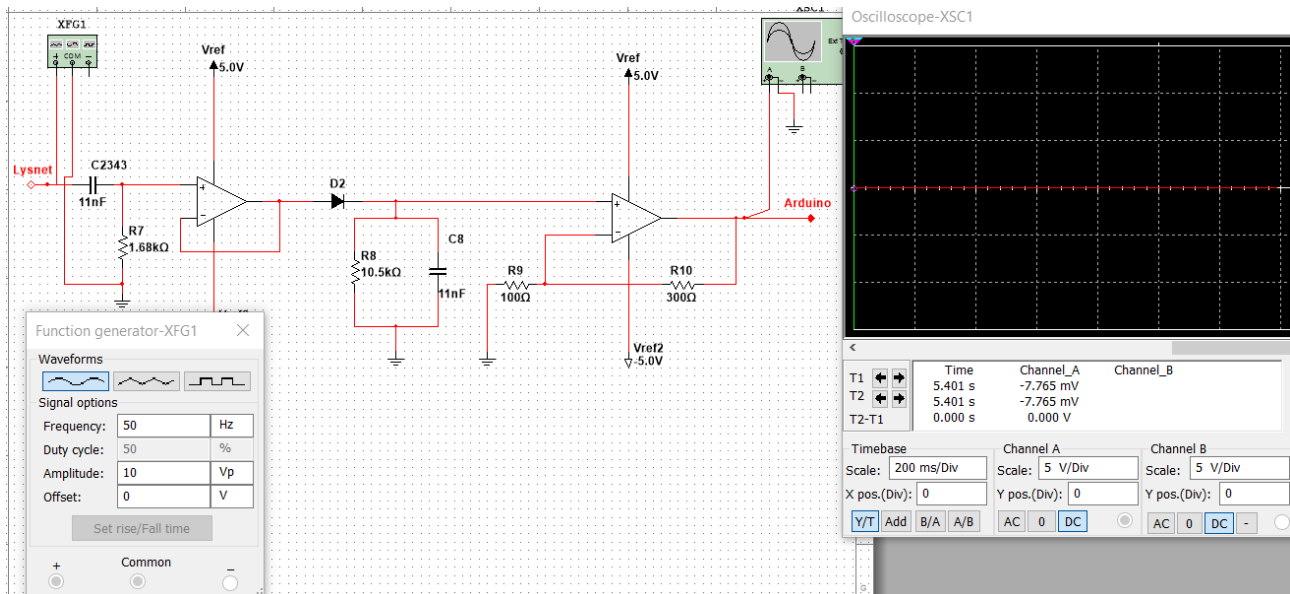 XFG1
COM
Vref
5.0V
Lysnet
C2343
11nF
R7
1.68kΩ
D2
R8
10.5kΩ
C8
11nF
Vref
5.0V
R9
100Ω
R10
300Ω
Vref2
-5.0V
Arduino
XSC1
Ext T
A
B
Function generator-XFG1
Waveforms
Signal options
Frequency: 50 Hz
Duty cycle: 50 %
Amplitude: 10 Vp
Offset: 0 V
Set rise/Fall time
+ Common -
Oscilloscope-XSC1
Time Channel_A Channel_B
T1 5.401 s -7.765 mV
T2 5.401 s -7.765 mV
T2-T1 0.000 s 0.000 V
Timebase Channel A Channel B
Scale: 200 ms/Div Scale: 5 V/Div Scale: 5 V/Div
X pos.(Div): 0 Y pos.(Div): 0 Y pos.(Div): 0
Y/T Add B/A A/B AC 0 DC AC 0 DC -